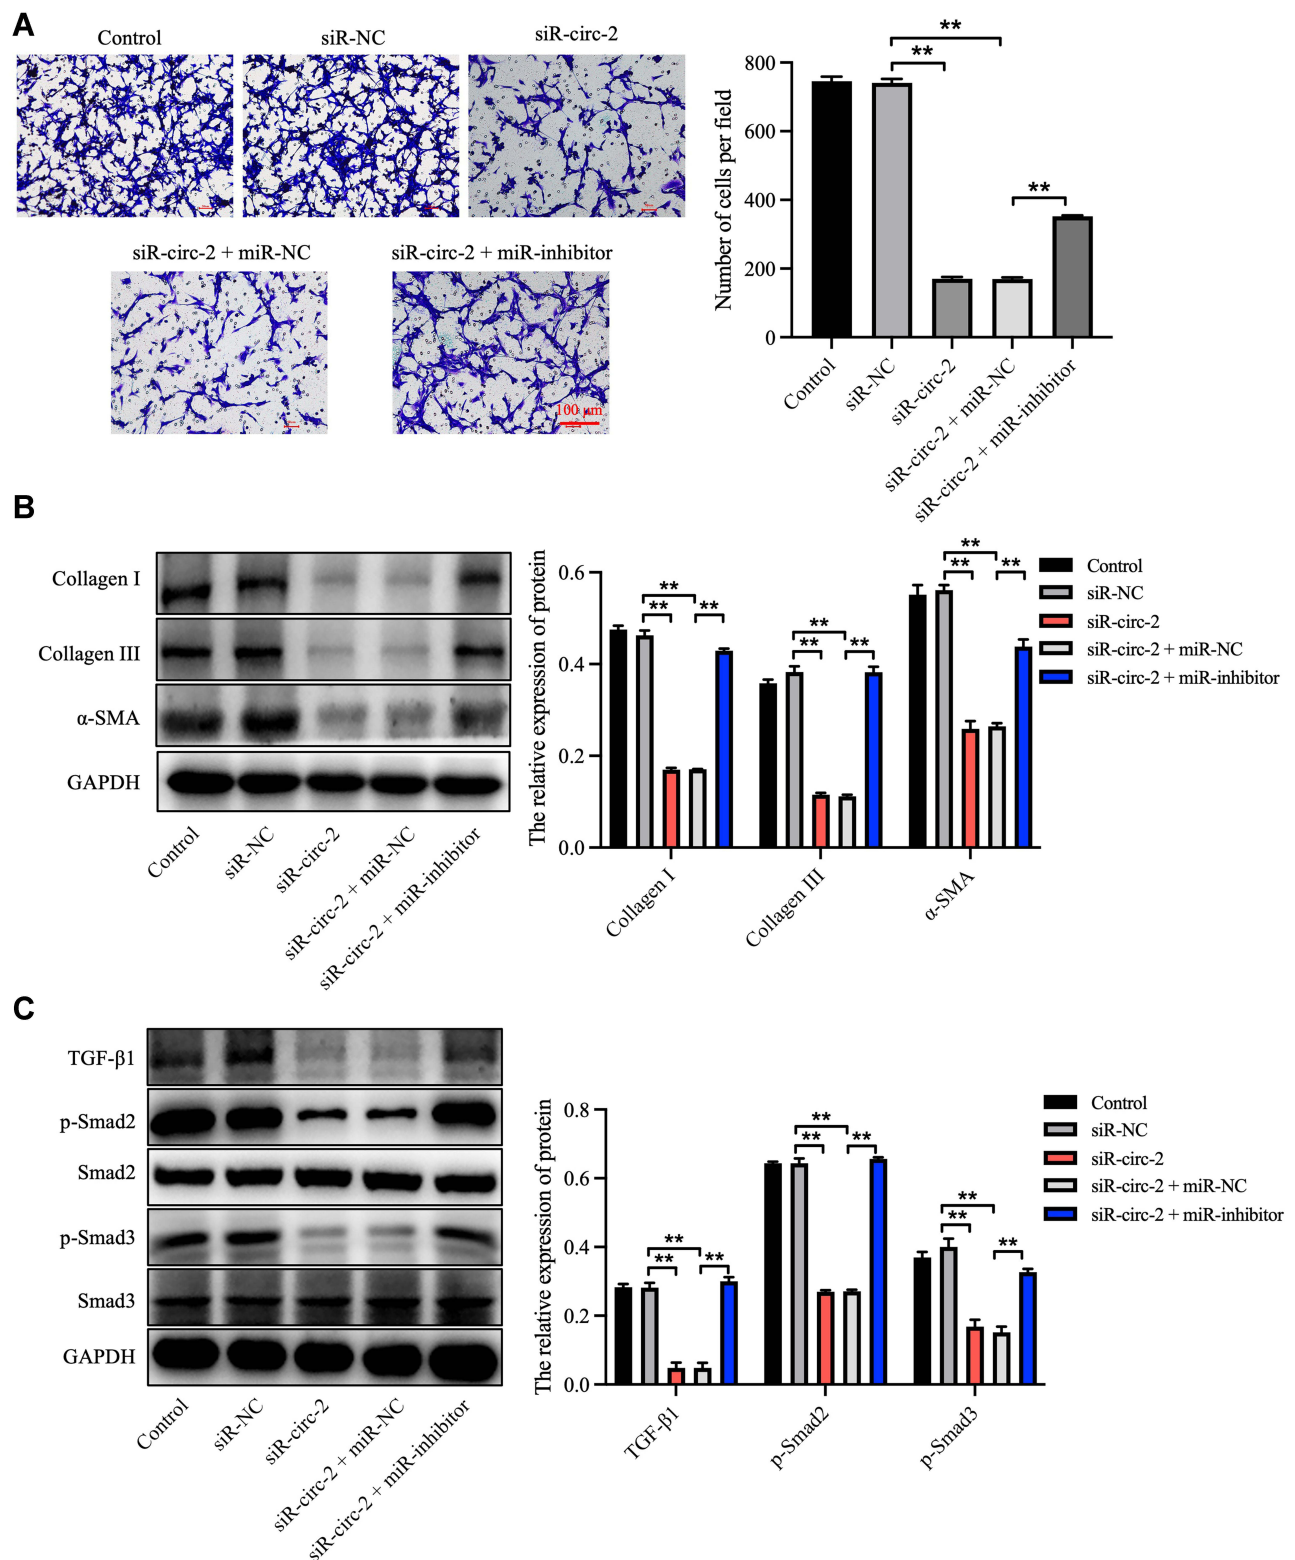 A
Control
siR-NC
siR-circ-2
siR-circ-2 + miR-NC
siR-circ-2 + miR-inhibitor
100 μm
Number of cells per field
800
600
400
200
0
**
**
**
Control
siR-NC
siR-circ-2
siR-circ-2 + miR-NC
siR-circ-2 + miR-inhibitor
B
Collagen I
Collagen III
α-SMA
GAPDH
Control
siR-NC
siR-circ-2
siR-circ-2 + miR-NC
siR-circ-2 + miR-inhibitor
The relative expression of protein
0.6
0.4
0.2
0.0
**
**
**
**
**
**
**
**
**
Collagen I
Collagen III
α-SMA
Control
siR-NC
siR-circ-2
siR-circ-2 + miR-NC
siR-circ-2 + miR-inhibitor
C
TGF-β1
p-Smad2
Smad2
p-Smad3
Smad3
GAPDH
Control
siR-NC
siR-circ-2
siR-circ-2 + miR-NC
siR-circ-2 + miR-inhibitor
The relative expression of protein
0.8
0.6
0.4
0.2
0.0
**
**
**
**
**
**
**
**
**
TGF-β1
p-Smad2
p-Smad3
Control
siR-NC
siR-circ-2
siR-circ-2 + miR-NC
siR-circ-2 + miR-inhibitor